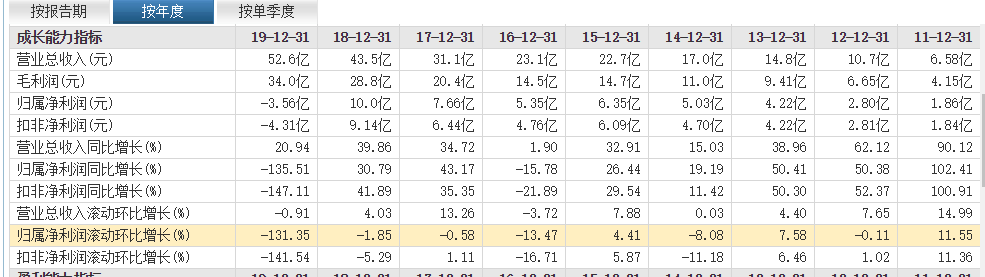 按报告期 按年度 按单季度
成长能力指标 19-12-31 18-12-31 17-12-31 16-12-31 15-12-31 14-12-31 13-12-31 12-12-31 11-12-31
营业总收入(元) 52.6亿 43.5亿 31.1亿 23.1亿 22.7亿 17.0亿 14.8亿 10.7亿 6.58亿
毛利润(元) 34.0亿 28.8亿 20.4亿 14.5亿 14.7亿 11.0亿 9.41亿 6.65亿 4.15亿
归属净利润(元) -3.56亿 10.0亿 7.66亿 5.35亿 6.35亿 5.03亿 4.22亿 2.80亿 1.86亿
扣非净利润(元) -4.31亿 9.14亿 6.44亿 4.76亿 6.09亿 4.70亿 4.22亿 2.81亿 1.84亿
营业总收入同比增长(%) 20.94 39.86 34.72 1.90 32.91 15.03 38.96 62.12 90.12
归属净利润同比增长(%) -135.51 30.79 43.17 -15.78 26.44 19.19 50.41 50.38 102.41
扣非净利润同比增长(%) -147.11 41.89 35.35 -21.89 29.54 11.42 50.30 52.37 100.91
营业总收入滚动环比增长(%) -0.91 4.03 13.26 -3.72 7.88 0.03 4.40 7.65 14.99
归属净利润滚动环比增长(%) -131.35 -1.85 -0.58 -13.47 4.41 -8.08 7.58 -0.11 11.55
扣非净利润滚动环比增长(%) -141.54 -5.29 1.11 -16.71 5.87 -11.18 6.46 1.02 11.36